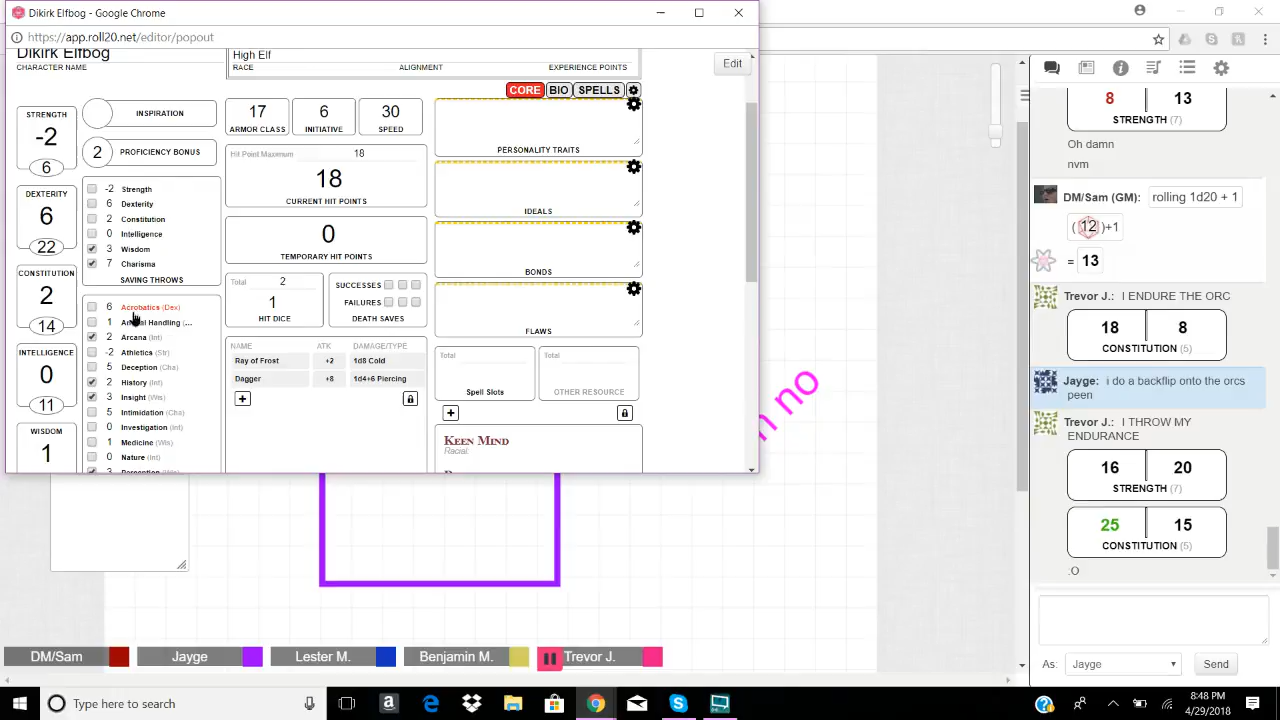 Dikirk Elfbog - Google Chrome
https://app.roll20.net/editor/popout
Dikirk Elfbog
CHARACTER NAME
High Elf
RACE ALIGNMENT EXPERIENCE POINTS
Edit
CORE BIO SPELLS
STRENGTH
-2
6
DEXTERITY
6
22
CONSTITUTION
2
14
INTELLIGENCE
0
11
WISDOM
1
INSPIRATION
2 PROFICIENCY BONUS
-2 Strength
6 Dexterity
2 Constitution
0 Intelligence
3 Wisdom
7 Charisma
SAVING THROWS
6 Acrobatics (Dex)
1 Animal Handling (...
2 Arcana (Int)
-2 Athletics (Str)
5 Deception (Cha)
2 History (Int)
3 Insight (Wis)
5 Intimidation (Cha)
0 Investigation (Int)
1 Medicine (Wis)
0 Nature (Int)
3 Perception (Wis)
17
ARMOR CLASS
6
INITIATIVE
30
SPEED
Hit Point Maximum 18
18
CURRENT HIT POINTS
0
TEMPORARY HIT POINTS
Total 2
1
HIT DICE
SUCCESSES
FAILURES
DEATH SAVES
NAME ATK DAMAGE/TYPE
Ray of Frost +2 1d8 Cold
Dagger +8 1d4+6 Piercing
+
PERSONALITY TRAITS
IDEALS
BONDS
FLAWS
Total
Spell Slots
Total
OTHER RESOURCE
+
KEEN MIND
Racial:
no
8 13
STRENGTH (7)
Oh damn
nvm
DM/Sam (GM): rolling 1d20 + 1
(12)+1
= 13
Trevor J.: I ENDURE THE ORC
18 8
CONSTITUTION (5)
Jayge: i do a backflip onto the orcs
peen
Trevor J.: I THROW MY
ENDURANCE
16 20
STRENGTH (7)
25 15
CONSTITUTION (5)
:O
As: Jayge Send
DM/Sam Jayge Lester M. Benjamin M. Trevor J.
Type here to search
8:48 PM
4/29/2018